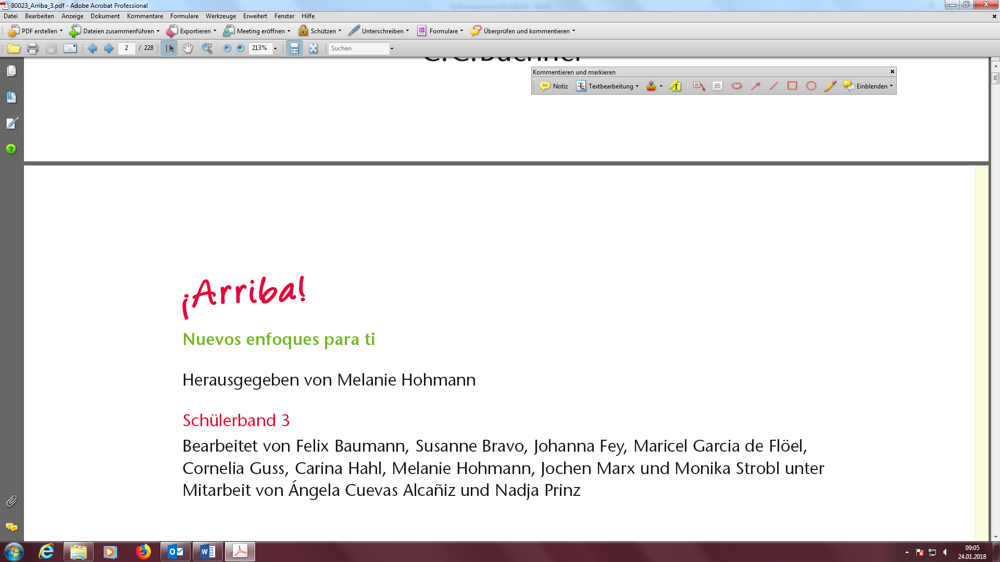 80023_Arriba_3.pdf - Adobe Acrobat Professional
Datei Bearbeiten Anzeige Dokument Kommentare Formulare Werkzeuge Erweitert Fenster Hilfe
PDF erstellen Dateien zusammenführen Exportieren Meeting eröffnen Schützen Unterschreiben Formulare Überprüfen und kommentieren
2 / 228 213% Suchen
C.C.Buchner
Kommentieren und markieren
Notiz Textbearbeitung Einblenden
¡Arriba!
Nuevos enfoques para ti
Herausgegeben von Melanie Hohmann
Schülerband 3
Bearbeitet von Felix Baumann, Susanne Bravo, Johanna Fey, Maricel Garcia de Flöel,
Cornelia Guss, Carina Hahl, Melanie Hohmann, Jochen Marx und Monika Strobl unter
Mitarbeit von Ángela Cuevas Alcañiz und Nadja Prinz
09:05
24.01.2018